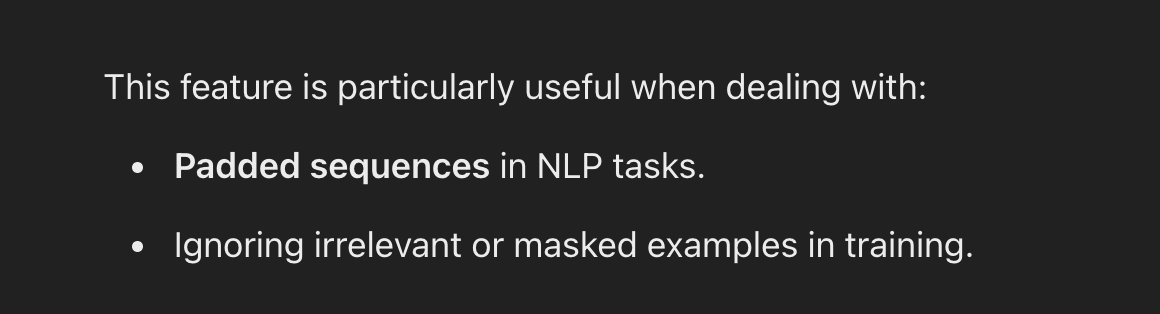 This feature is particularly useful when dealing with:
• Padded sequences in NLP tasks.
• Ignoring irrelevant or masked examples in training.